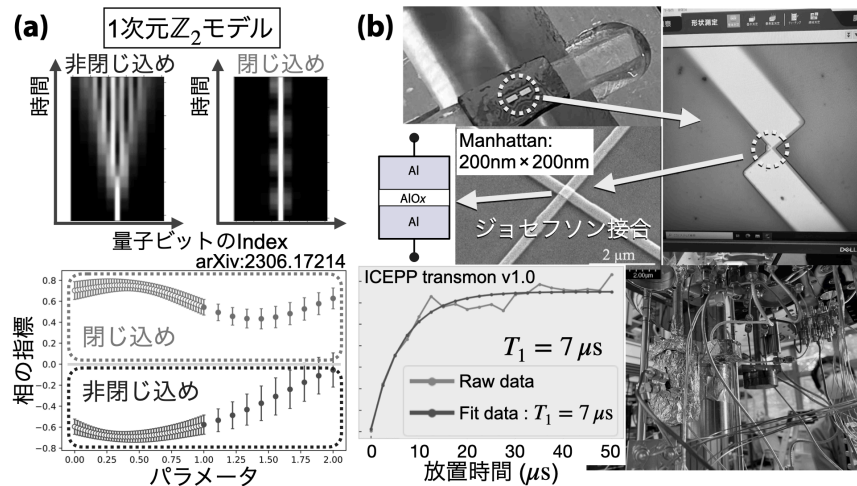 (a)
1次元ℤ₂モデル
非閉じ込め
閉じ込め
時間
時間
量子ビットのIndex
arXiv:2306.17214
相の指標
0.8
0.6
0.4
0.2
0.0
−0.2
−0.4
−0.6
−0.8
閉じ込め
非閉じ込め
0.00 0.25 0.50 0.75 1.00 1.25 1.50 1.75 2.00
パラメータ
(b)
形状測定
Manhattan:
200nm × 200nm
Al
AlOx
Al
ジョセフソン接合
2 μm
DELL
ICEPP transmon v1.0
T₁ = 7 μs
Raw data
Fit data : T₁ = 7 μs
0 10 20 30 40 50
放置時間 (μs)
2.00μm